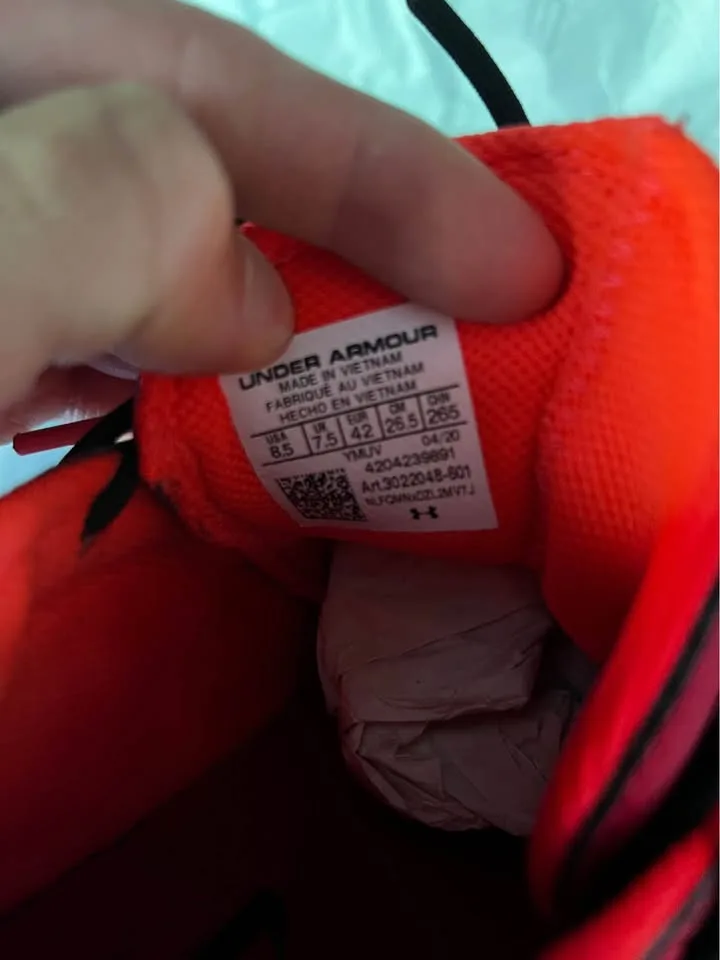 UNDER ARMOUR
MADE IN VIETNAM
FABRIQUÉ AU VIETNAM
HECHO EN VIETNAM
USA UK EUR CM CHN
8.5 7.5 42 26.5 265
YMUV 04/20
4204239891
Art.3022048-601